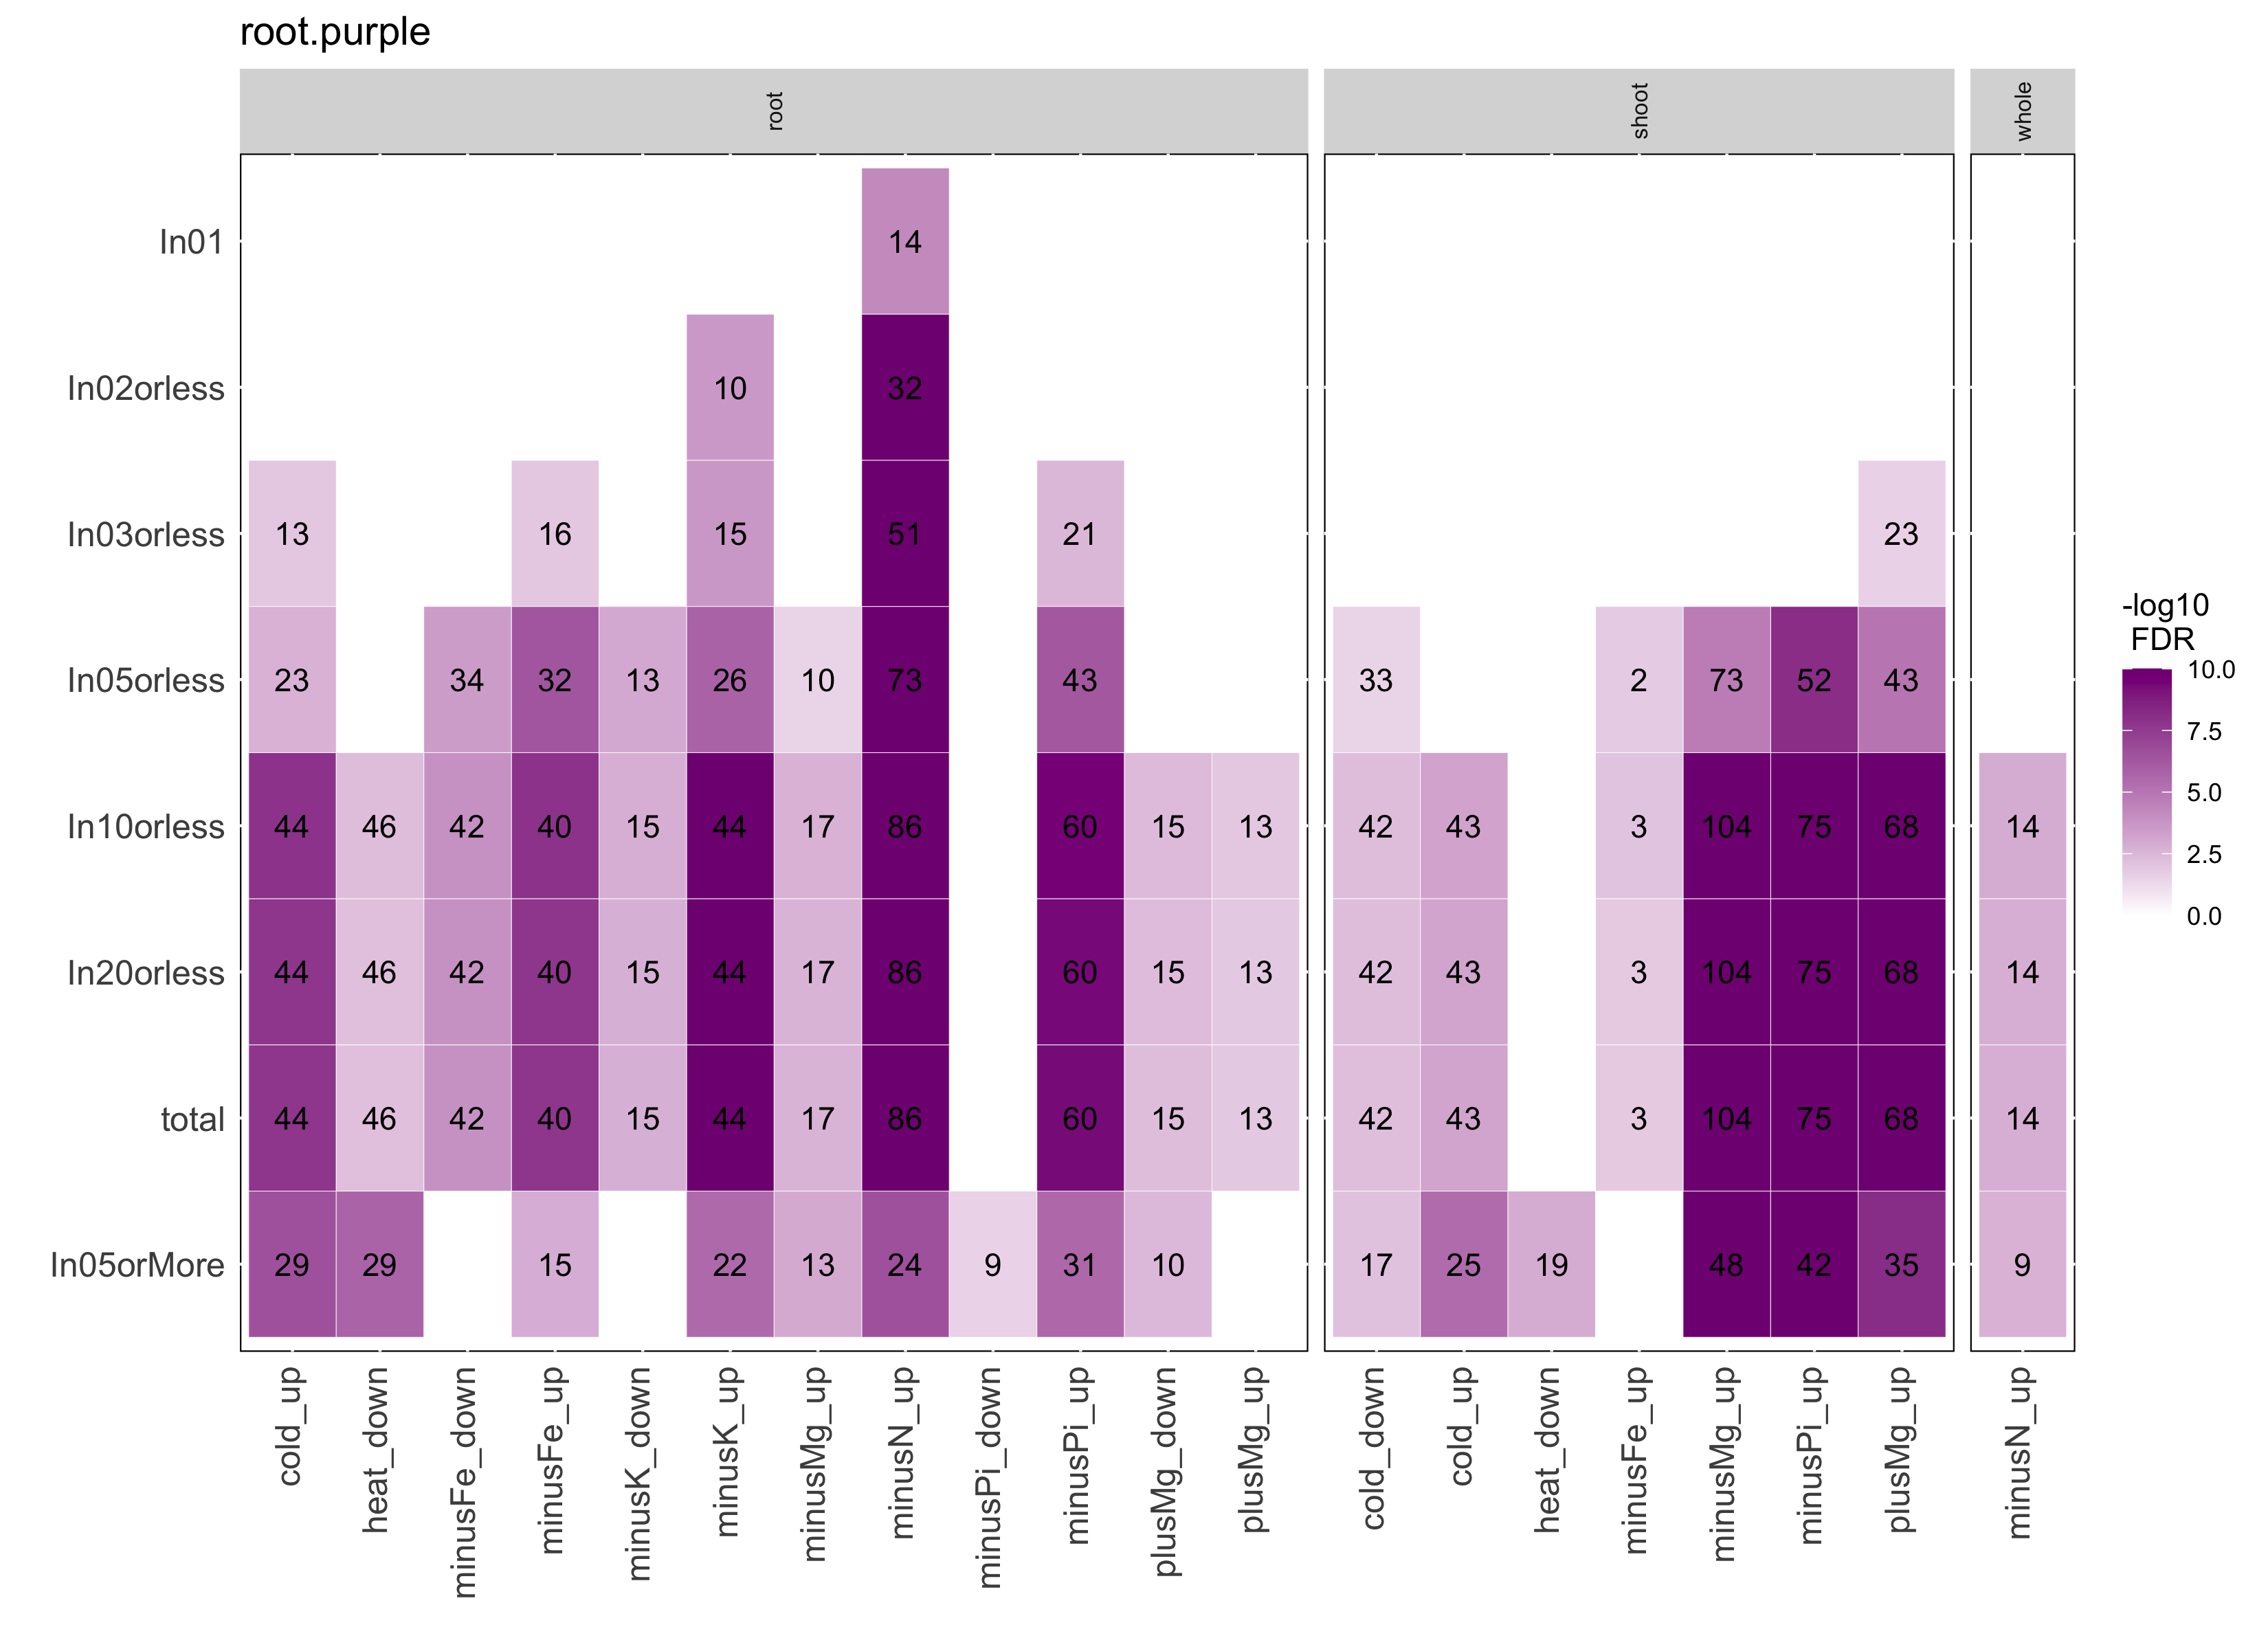 root.purple
root shoot whole
In01 14
In02orless 10 32
In03orless 13 16 15 51 21 23
In05orless 23 34 32 13 26 10 73 43 33 2 73 52 43
In10orless 44 46 42 40 15 44 17 86 60 15 13 42 43 3 104 75 68 14
In20orless 44 46 42 40 15 44 17 86 60 15 13 42 43 3 104 75 68 14
total 44 46 42 40 15 44 17 86 60 15 13 42 43 3 104 75 68 14
In05orMore 29 29 15 22 13 24 9 31 10 17 25 19 48 42 35 9
cold_up
heat_down
minusFe_down
minusFe_up
minusK_down
minusK_up
minusMg_up
minusN_up
minusPi_down
minusPi_up
plusMg_down
plusMg_up
cold_down
cold_up
heat_down
minusFe_up
minusMg_up
minusPi_up
plusMg_up
minusN_up
-log10
FDR
10.0
7.5
5.0
2.5
0.0